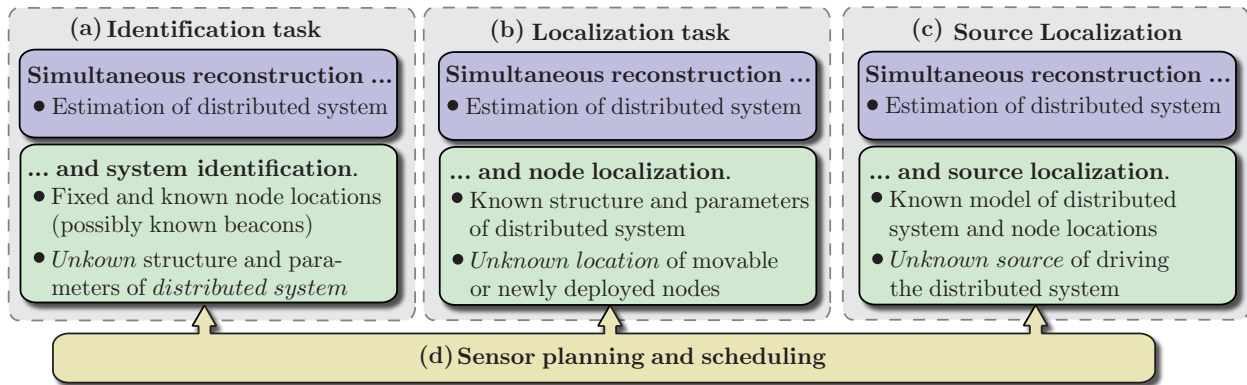 (a) Identification task
Simultaneous reconstruction ...
● Estimation of distributed system
... and system identification.
● Fixed and known node locations
(possibly known beacons)
● Unkown structure and para-
meters of distributed system
(b) Localization task
Simultaneous reconstruction ...
● Estimation of distributed system
... and node localization.
● Known structure and parameters
of distributed system
● Unknown location of movable
or newly deployed nodes
(c) Source Localization
Simultaneous reconstruction ...
● Estimation of distributed system
... and source localization.
● Known model of distributed
system and node locations
● Unknown source of driving
the distributed system
(d) Sensor planning and scheduling